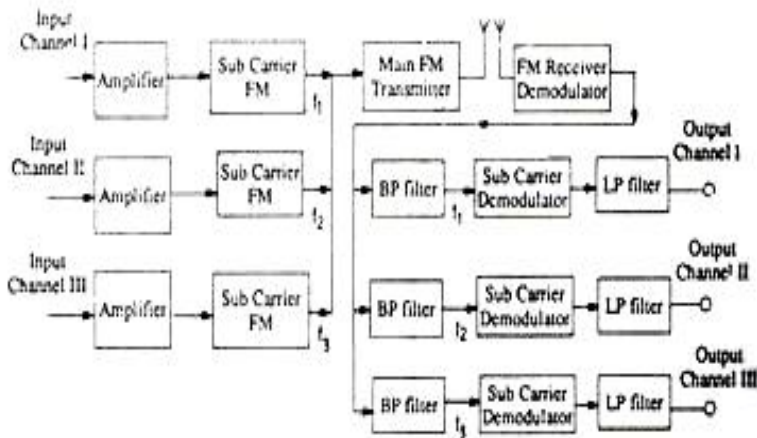 Input
Channel I
Amplifier
Sub Carrier
FM
f1
Main FM
Transmitter
FM Receiver
Demodulator
Input
Channel II
Amplifier
Sub Carrier
FM
f2
Input
Channel III
Amplifier
Sub Carrier
FM
f3
BP filter
f1
Sub Carrier
Demodulator
LP filter
Output
Channel I
BP filter
f2
Sub Carrier
Demodulator
LP filter
Output
Channel II
BP filter
f3
Sub Carrier
Demodulator
LP filter
Output
Channel III